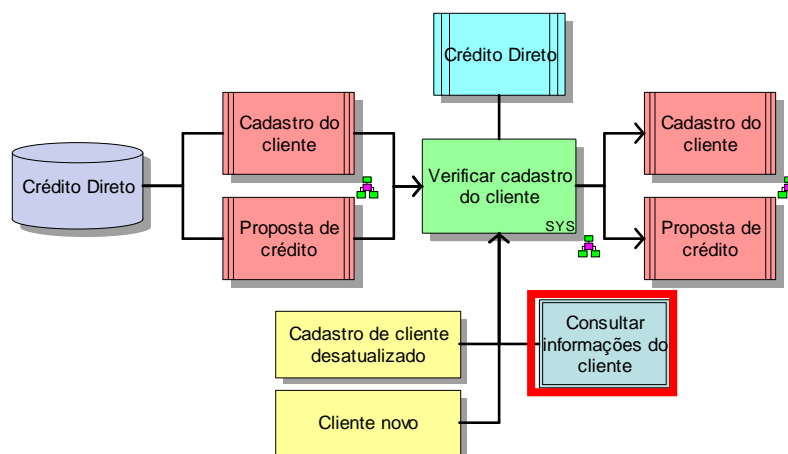 Crédito Direto
Cadastro do
cliente
Cadastro do
cliente
Crédito Direto
Verificar cadastro
do cliente
SYS
Proposta de
crédito
Proposta de
crédito
Cadastro de cliente
desatualizado
Consultar
informações do
cliente
Cliente novo